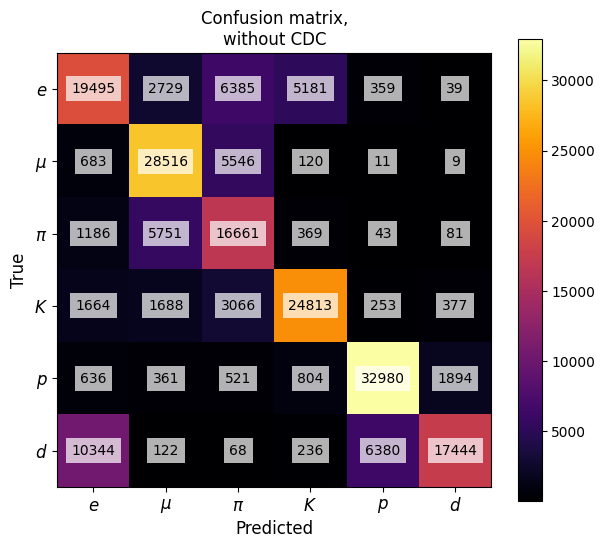 Confusion matrix,
without CDC
True
e 19495 2729 6385 5181 359 39
μ 683 28516 5546 120 11 9
π 1186 5751 16661 369 43 81
K 1664 1688 3066 24813 253 377
p 636 361 521 804 32980 1894
d 10344 122 68 236 6380 17444
e μ π K p d
Predicted
30000
25000
20000
15000
10000
5000